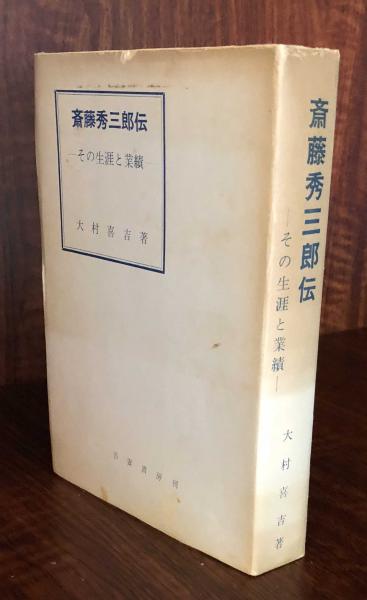 斎藤秀三郎伝
―その生涯と業績
大村喜吉著
吾妻書房刊
斎藤秀三郎伝
―その生涯と業績―
大村喜吉著